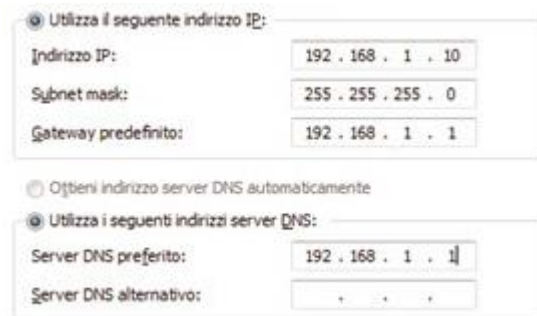 Utilizza il seguente indirizzo IP:
Indirizzo IP: 192 . 168 . 1 . 10
Subnet mask: 255 . 255 . 255 . 0
Gateway predefinito: 192 . 168 . 1 . 1
Ottieni indirizzo server DNS automaticamente
Utilizza i seguenti indirizzi server DNS:
Server DNS preferito: 192 . 168 . 1 . 1
Server DNS alternativo: . . .